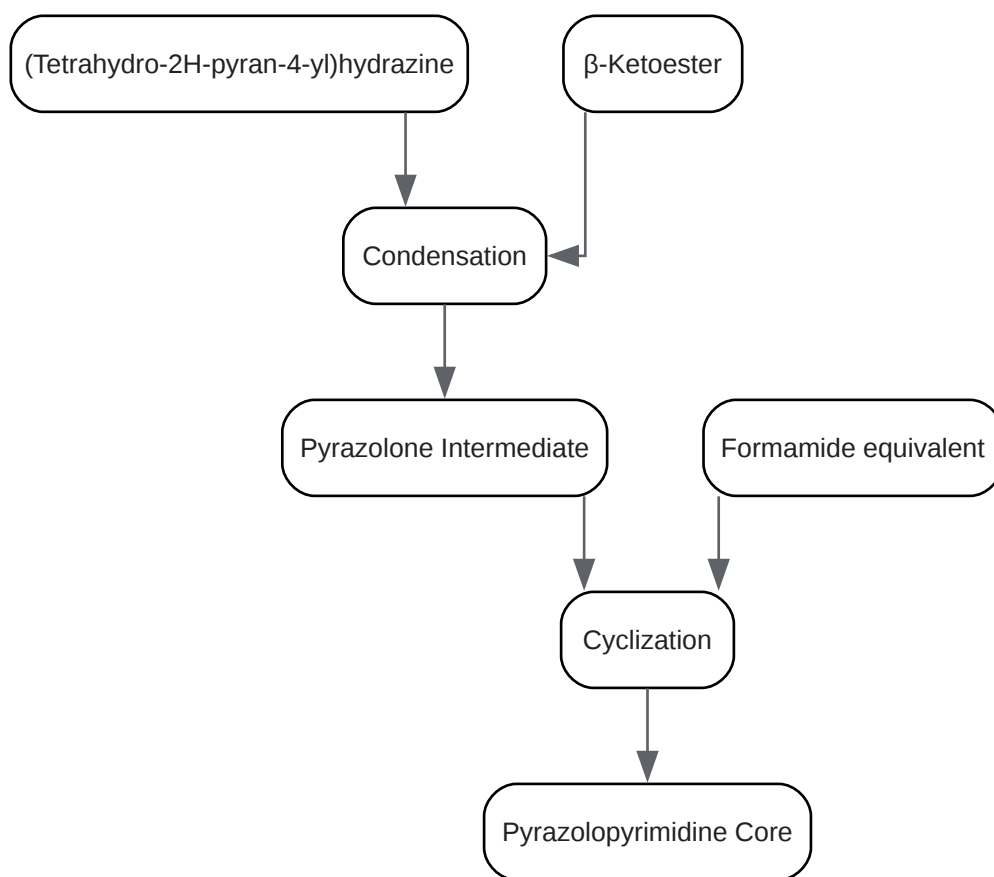 (Tetrahydro-2H-pyran-4-yl)hydrazine
β-Ketoester
Condensation
Pyrazolone Intermediate
Formamide equivalent
Cyclization
Pyrazolopyrimidine Core